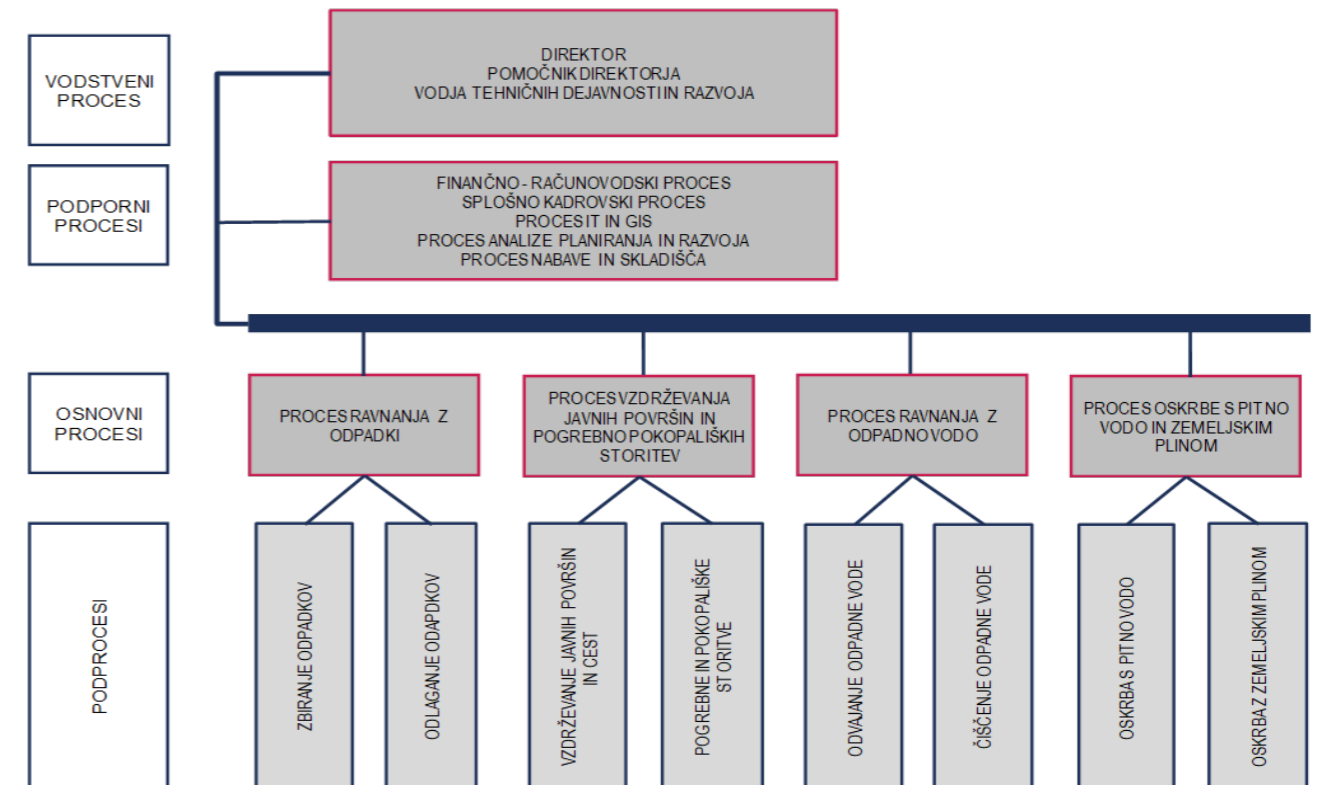 VODSTVENI
PROCES
DIREKTOR
POMOČNIK DIREKTORJA
VODJA TEHNIČNIH DEJAVNOSTI IN RAZVOJA
PODPORNI
PROCESI
FINANČNO - RAČUNOVODSKI PROCES
SPLOŠNO KADROVSKI PROCES
PROCES IT IN GIS
PROCES ANALIZE PLANIRANJA IN RAZVOJA
PROCES NABAVE IN SKLADIŠČA
OSNOVNI
PROCESI
PROCES RAVNANJA Z
ODPADKI
PROCES VZDRŽEVANJA
JAVNIH POVRŠIN IN
POGREBNO POKOPALIŠKIH
STORITEV
PROCES RAVNANJA Z
ODPADNO VODO
PROCES OSKRBE S PITNO
VODO IN ZEMELJSKIM
PLINOM
PODPROCESI
ZBIRANJE ODPADKOV
ODLAGANJE ODAPDKOV
VZDRŽEVANJE JAVNIH POVRŠIN
IN CEST
POGREBNE IN POKOPALIŠKE
STORITVE
ODVAJANJE ODPADNE VODE
ČIŠČENJE ODPADNE VODE
OSKRBA S PITNO VODO
OSKRBA Z ZEMELJSKIM PLINOM